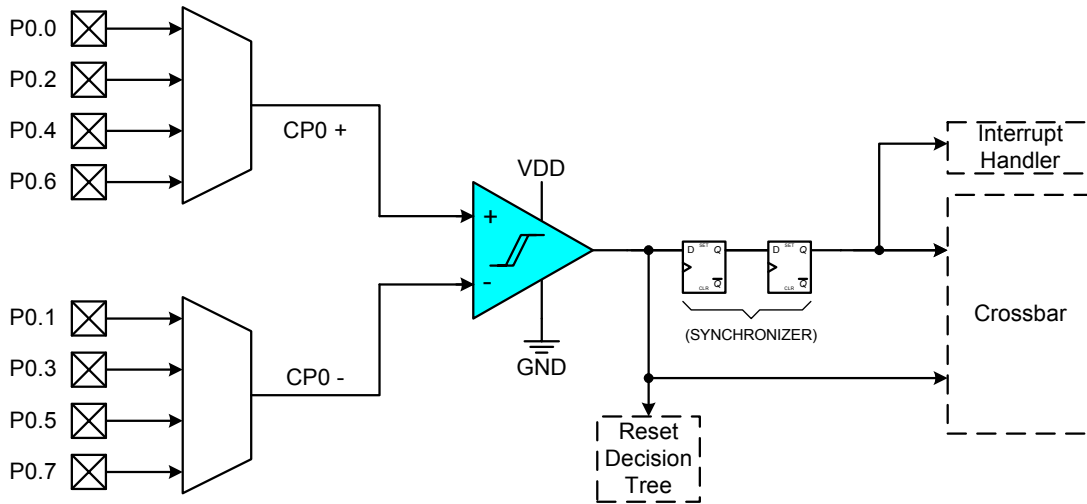 P0.0
P0.2
P0.4
P0.6
CP0 +
VDD
+
-
GND
P0.1
P0.3
P0.5
P0.7
CP0 -
D SET Q
CLR Q
D SET Q
CLR Q
(SYNCHRONIZER)
Interrupt
Handler
Crossbar
Reset
Decision
Tree